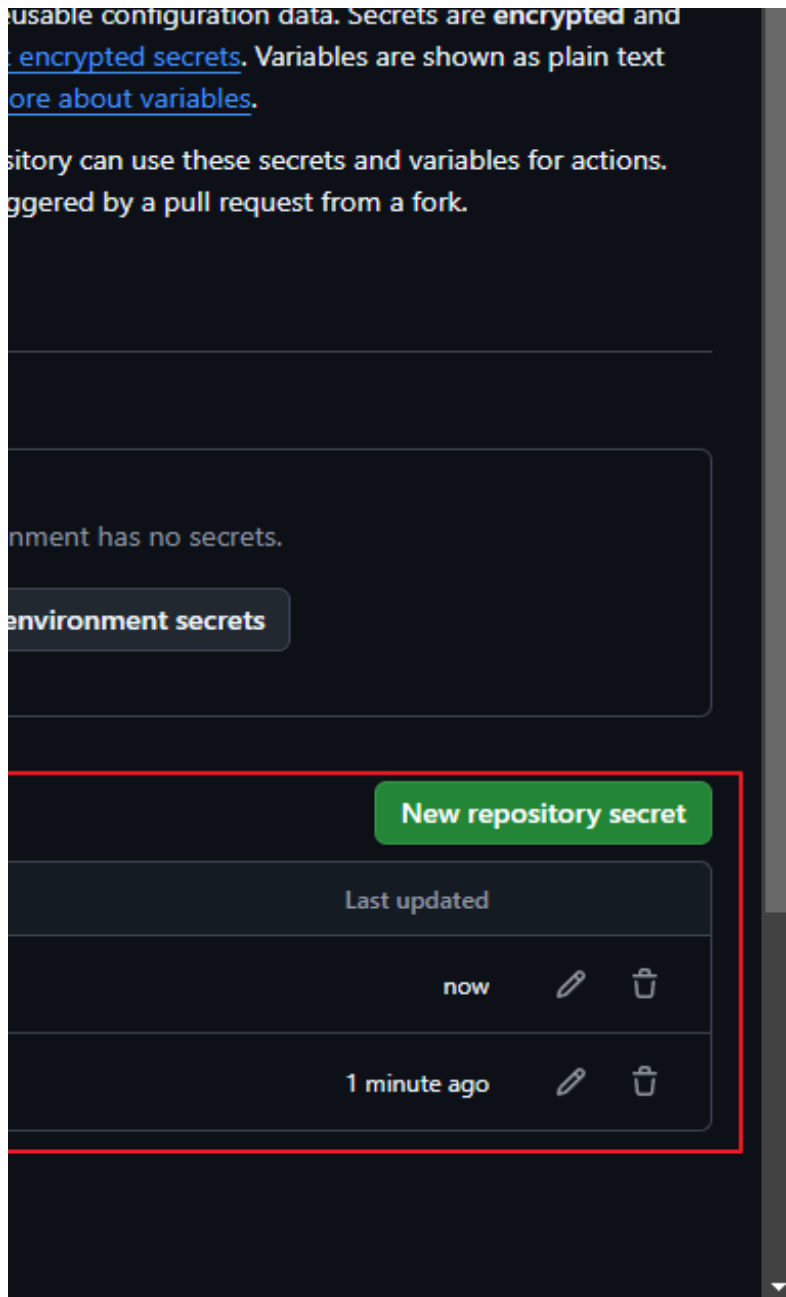 eusable configuration data. Secrets are encrypted and
encrypted secrets. Variables are shown as plain text
ore about variables.
sitory can use these secrets and variables for actions.
ggered by a pull request from a fork.
nment has no secrets.
environment secrets
New repository secret
Last updated
now
1 minute ago